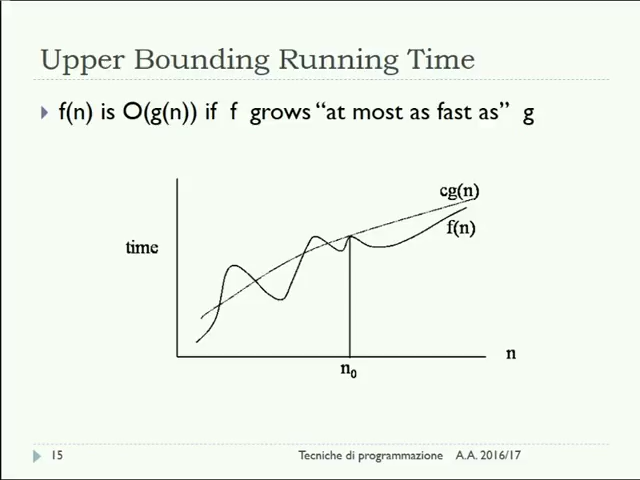 Upper Bounding Running Time
f(n) is O(g(n)) if f grows “at most as fast as” g
cg(n)
f(n)
time
n
n₀
15
Tecniche di programmazione A.A. 2016/17